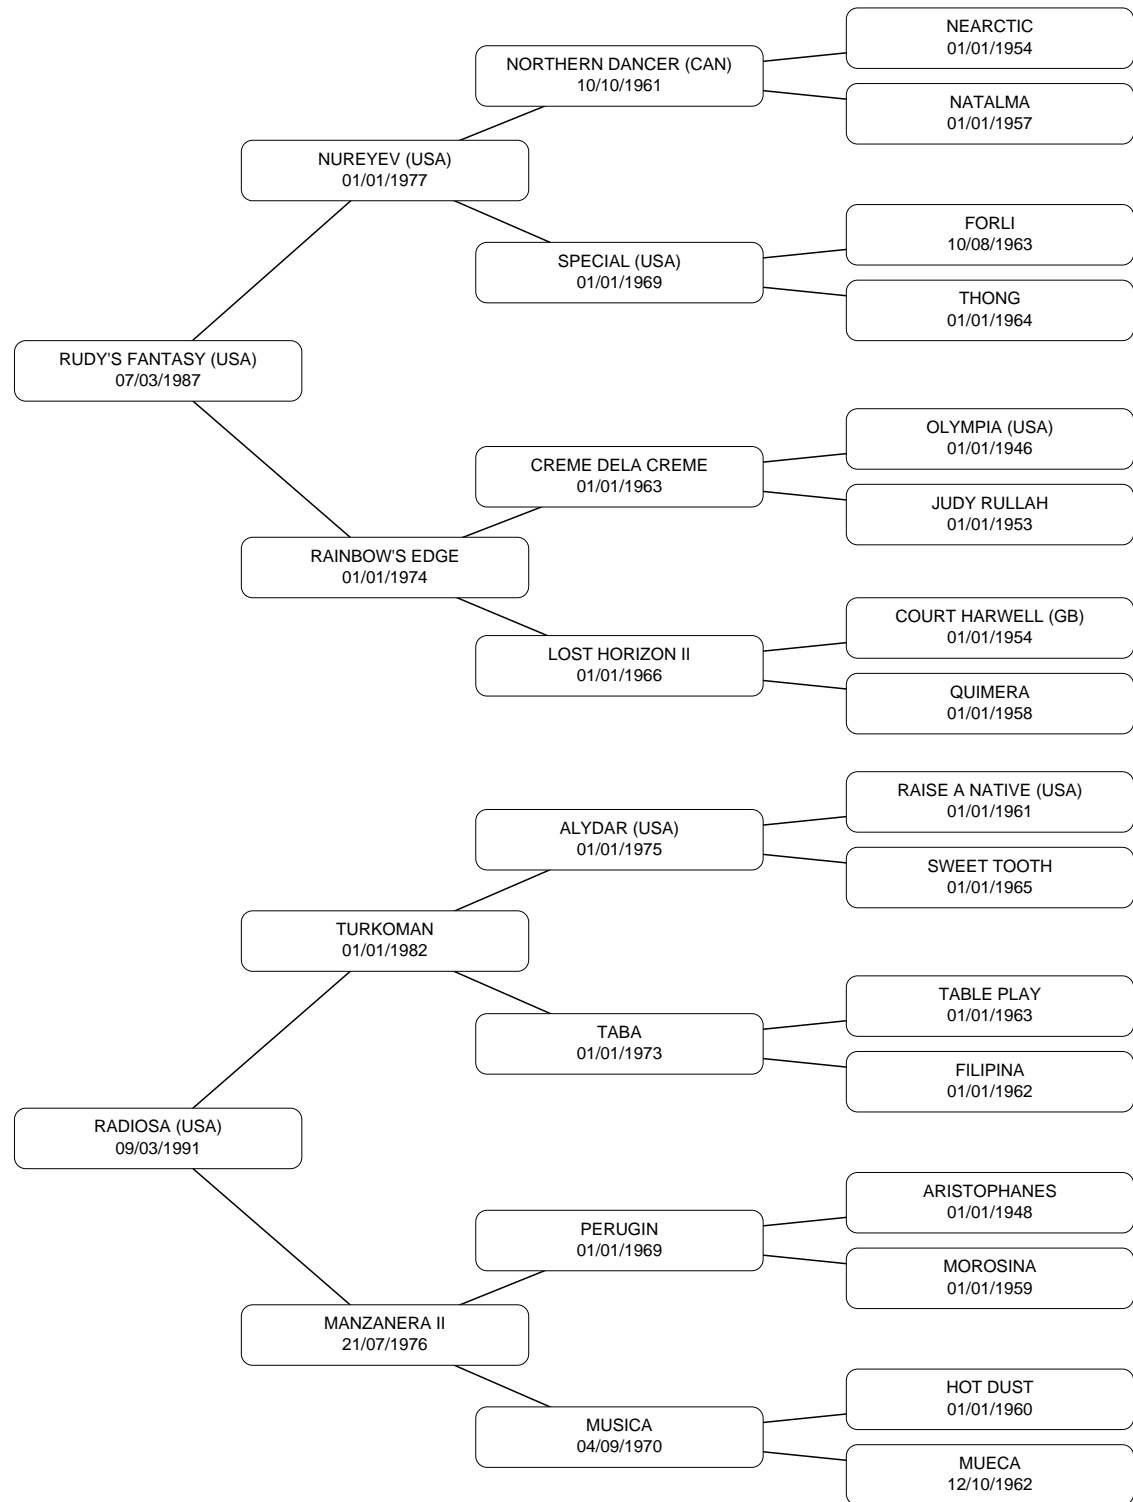 NEARCTIC
01/01/1954
NORTHERN DANCER (CAN)
10/10/1961
NATALMA
01/01/1957
NUREYEV (USA)
01/01/1977
FORLI
10/08/1963
SPECIAL (USA)
01/01/1969
THONG
01/01/1964
RUDY'S FANTASY (USA)
07/03/1987
OLYMPIA (USA)
01/01/1946
CREME DELA CREME
01/01/1963
JUDY RULLAH
01/01/1953
RAINBOW'S EDGE
01/01/1974
COURT HARWELL (GB)
01/01/1954
LOST HORIZON II
01/01/1966
QUIMERA
01/01/1958
RAISE A NATIVE (USA)
01/01/1961
ALYDAR (USA)
01/01/1975
SWEET TOOTH
01/01/1965
TURKOMAN
01/01/1982
TABLE PLAY
01/01/1963
TABA
01/01/1973
FILIPINA
01/01/1962
RADIOSA (USA)
09/03/1991
ARISTOPHANES
01/01/1948
PERUGIN
01/01/1969
MOROSINA
01/01/1959
MANZANERA II
21/07/1976
HOT DUST
01/01/1960
MUSICA
04/09/1970
MUECA
12/10/1962